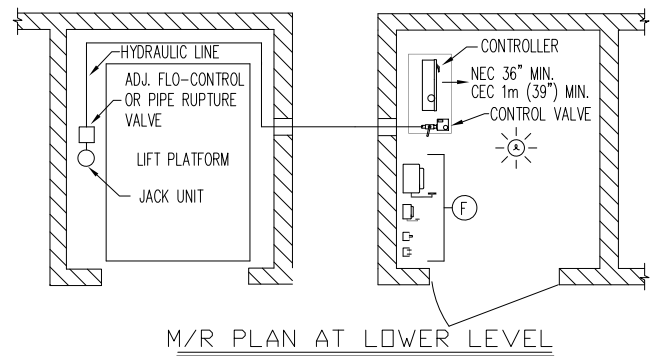 HYDRAULIC LINE
ADJ. FLO-CONTROL
OR PIPE RUPTURE
VALVE
LIFT PLATFORM
JACK UNIT
CONTROLLER
NEC 36" MIN.
CEC 1m (39") MIN.
CONTROL VALVE
F
M/R PLAN AT LOWER LEVEL